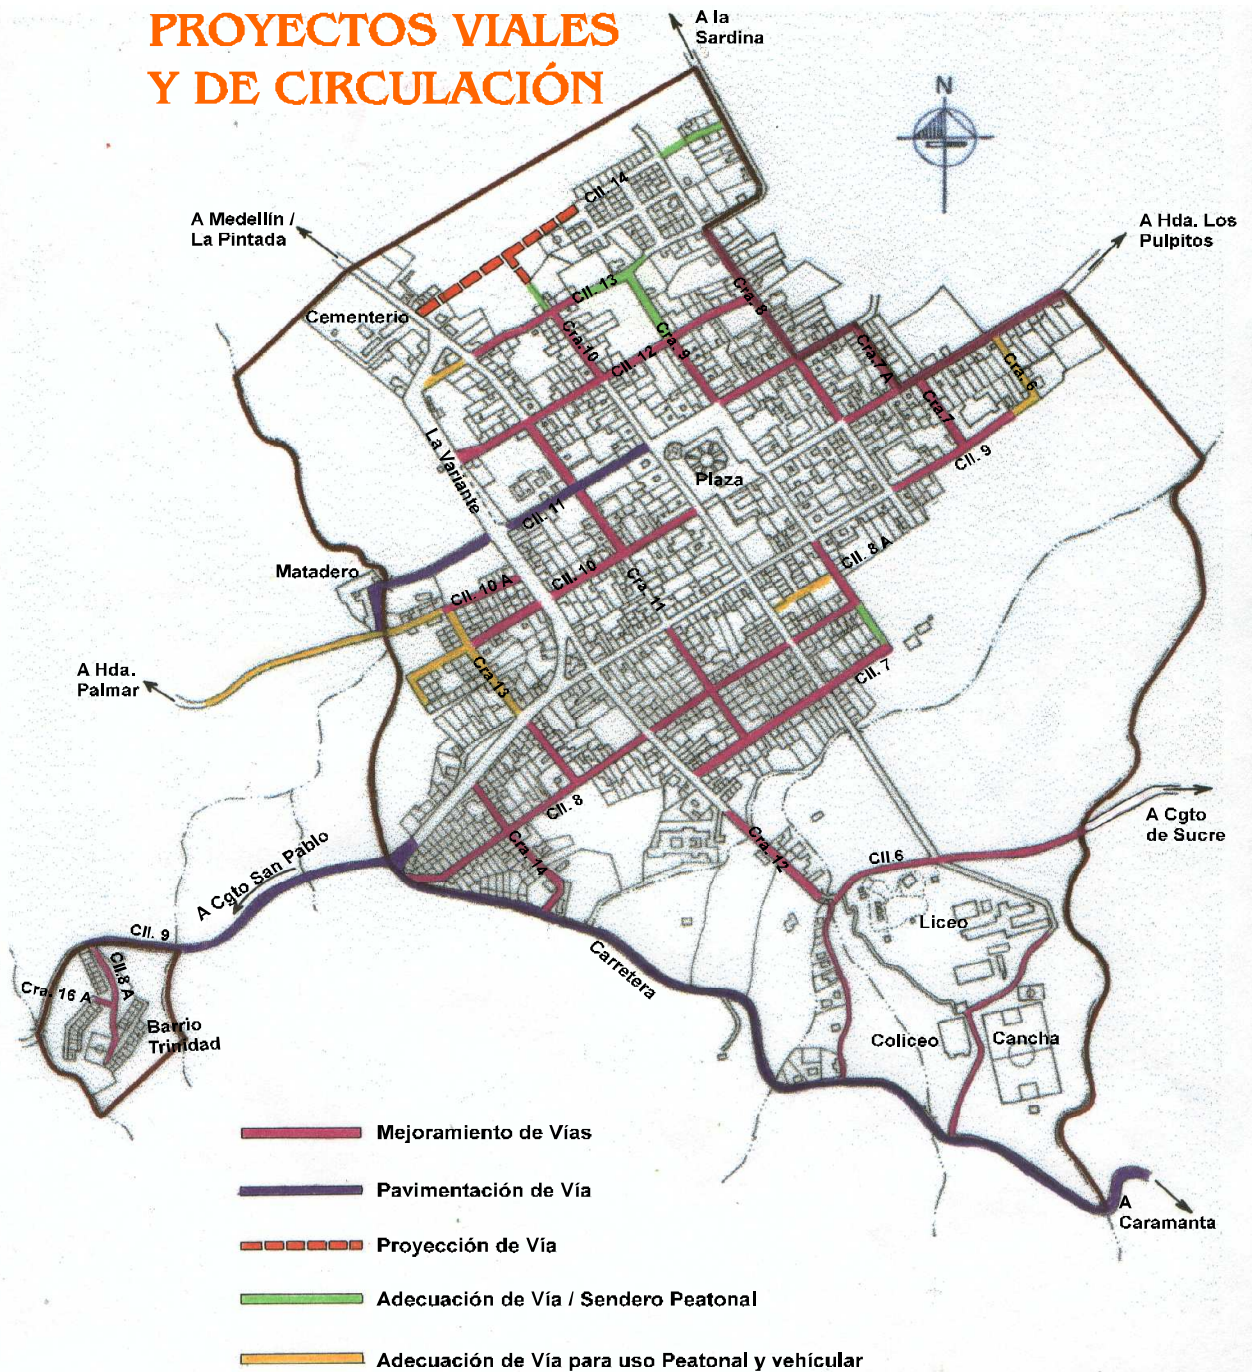 PROYECTOS VIALES
Y DE CIRCULACIÓN
A la
Sardina
N
A Medellín /
La Pintada
A Hda. Los
Pulpitos
Cll. 14
Cementerio
Cll. 13
Cra. 8
Cra. 9
Cra. 10
Cll. 12
Cra. 7 A
Cra. 6
Cra. 7
La Variante
Cll. 9
Plaza
Cll. 11
Cll. 8 A
Matadero
Cll. 10 A
Cll. 10
Cra. 11
A Hda.
Palmar
Cra. 13
Cll. 7
Cll. 8
A Cgto
de Sucre
Cra. 14
Cra. 12
Cll.6
A Cgto San Pablo
Liceo
Cll. 9
Cll.8 A
Carretera
Cra. 16 A
Barrio
Trinidad
Coliceo
Cancha
A
Caramanta
Mejoramiento de Vías
Pavimentación de Vía
Proyección de Vía
Adecuación de Vía / Sendero Peatonal
Adecuación de Vía para uso Peatonal y vehícular